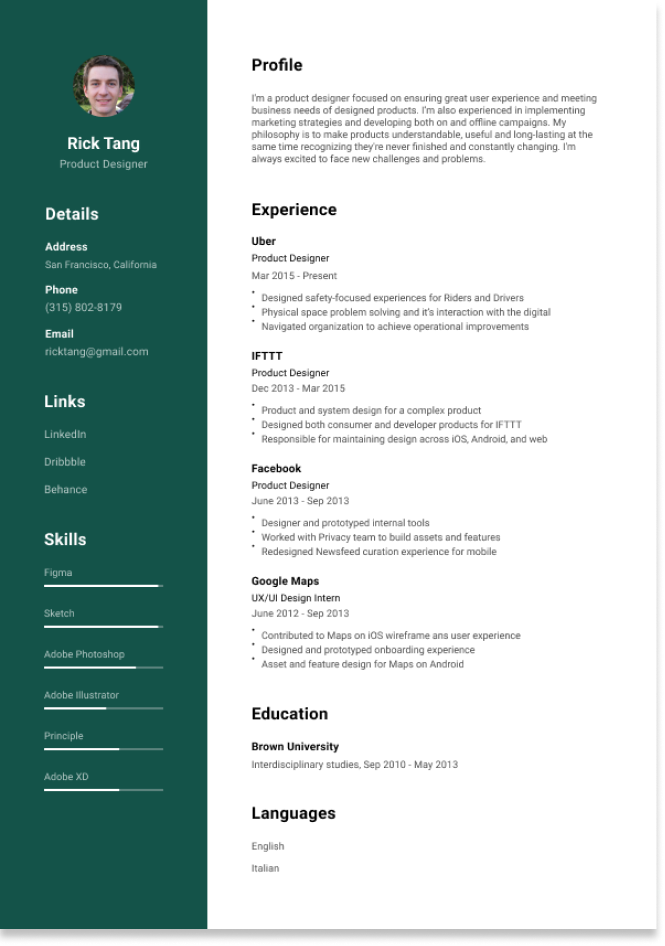 Rick Tang
Product Designer
Details
Address
San Francisco, California
Phone
(315) 802-8179
Email
ricktang@gmail.com
Links
LinkedIn
Dribbble
Behance
Skills
Figma
Sketch
Adobe Photoshop
Adobe Illustrator
Principle
Adobe XD
Profile
I'm a product designer focused on ensuring great user experience and meeting
business needs of designed products. I'm also experienced in implementing
marketing strategies and developing both on and offline campaigns. My
philosophy is to make products understandable, useful and long-lasting at the
same time recognizing they're never finished and constantly changing. I'm
always excited to face new challenges and problems.
Experience
Uber
Product Designer
Mar 2015 - Present
• Designed safety-focused experiences for Riders and Drivers
• Physical space problem solving and it's interaction with the digital
• Navigated organization to achieve operational improvements
IFTTT
Product Designer
Dec 2013 - Mar 2015
• Product and system design for a complex product
• Designed both consumer and developer products for IFTTT
• Responsible for maintaining design across iOS, Android, and web
Facebook
Product Designer
June 2013 - Sep 2013
• Designer and prototyped internal tools
• Worked with Privacy team to build assets and features
• Redesigned Newsfeed curation experience for mobile
Google Maps
UX/UI Design Intern
June 2012 - Sep 2013
• Contributed to Maps on iOS wireframe ans user experience
• Designed and prototyped onboarding experience
• Asset and feature design for Maps on Android
Education
Brown University
Interdisciplinary studies, Sep 2010 - May 2013
Languages
English
Italian